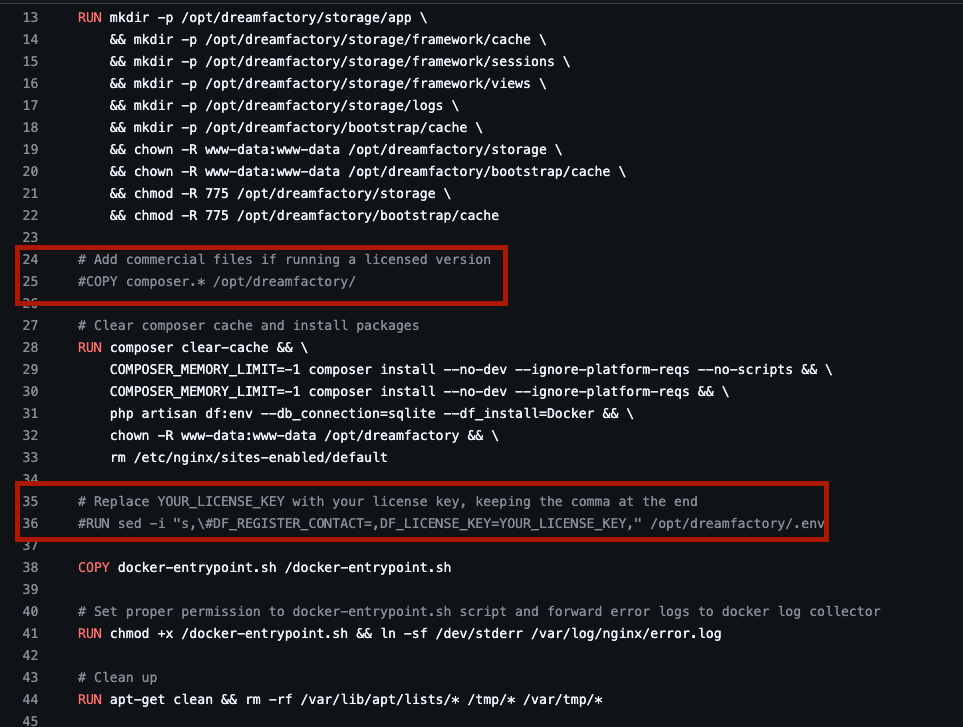 13 RUN mkdir -p /opt/dreamfactory/storage/app \
14 && mkdir -p /opt/dreamfactory/storage/framework/cache \
15 && mkdir -p /opt/dreamfactory/storage/framework/sessions \
16 && mkdir -p /opt/dreamfactory/storage/framework/views \
17 && mkdir -p /opt/dreamfactory/storage/logs \
18 && mkdir -p /opt/dreamfactory/bootstrap/cache \
19 && chown -R www-data:www-data /opt/dreamfactory/storage \
20 && chown -R www-data:www-data /opt/dreamfactory/bootstrap/cache \
21 && chmod -R 775 /opt/dreamfactory/storage \
22 && chmod -R 775 /opt/dreamfactory/bootstrap/cache
23
24 # Add commercial files if running a licensed version
25 #COPY composer.* /opt/dreamfactory/
26
27 # Clear composer cache and install packages
28 RUN composer clear-cache && \
29 COMPOSER_MEMORY_LIMIT=-1 composer install --no-dev --ignore-platform-reqs --no-scripts && \
30 COMPOSER_MEMORY_LIMIT=-1 composer install --no-dev --ignore-platform-reqs && \
31 php artisan df:env --db_connection=sqlite --df_install=Docker && \
32 chown -R www-data:www-data /opt/dreamfactory && \
33 rm /etc/nginx/sites-enabled/default
34
35 # Replace YOUR_LICENSE_KEY with your license key, keeping the comma at the end
36 #RUN sed -i "s,\#DF_REGISTER_CONTACT=,DF_LICENSE_KEY=YOUR_LICENSE_KEY," /opt/dreamfactory/.env
37
38 COPY docker-entrypoint.sh /docker-entrypoint.sh
39
40 # Set proper permission to docker-entrypoint.sh script and forward error logs to docker log collector
41 RUN chmod +x /docker-entrypoint.sh && ln -sf /dev/stderr /var/log/nginx/error.log
42
43 # Clean up
44 RUN apt-get clean && rm -rf /var/lib/apt/lists/* /tmp/* /var/tmp/*
45